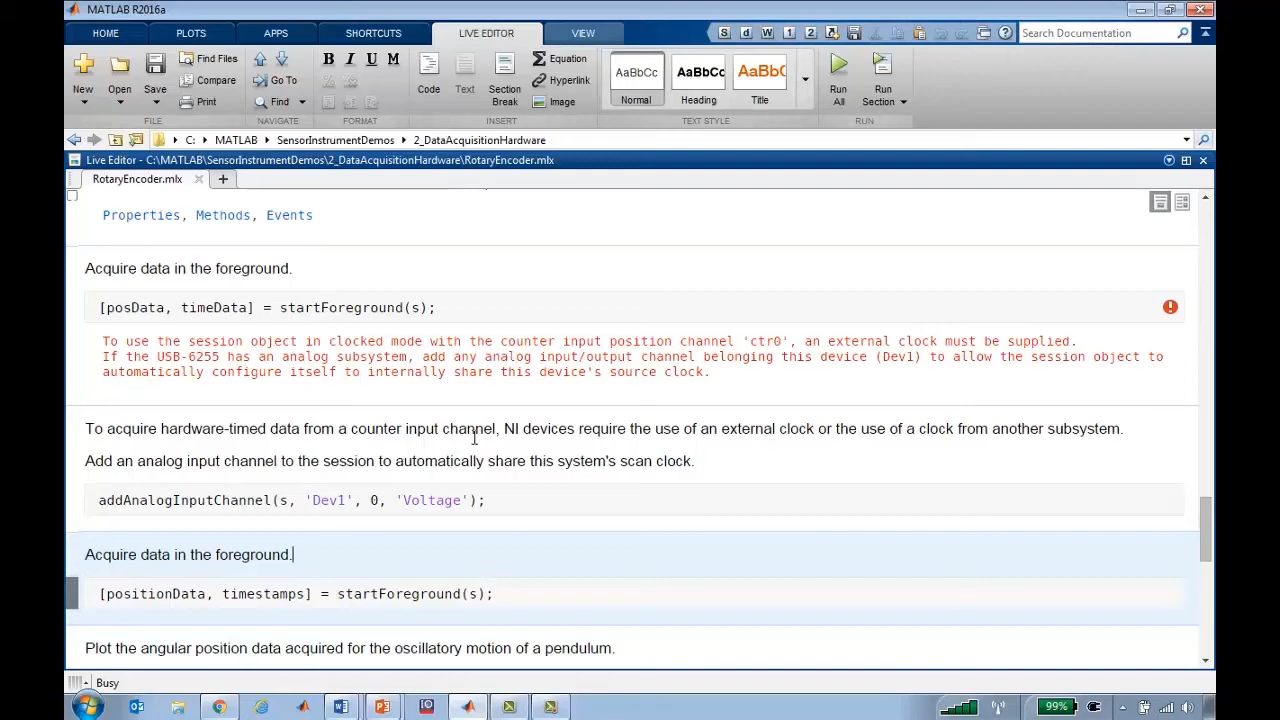 MATLAB R2016a
HOME PLOTS APPS SHORTCUTS LIVE EDITOR VIEW
Search Documentation
New Open Save Find Files Compare Print
Go To Find
B I U M
Code Text Section Break Equation Hyperlink Image
AaBbCc Normal AaBbCc Heading AaBbC Title
Run All Run Section
FILE NAVIGATE FORMAT INSERT TEXT STYLE RUN
C: MATLAB SensorInstrumentDemos 2_DataAcquisitionHardware
Live Editor - C:\MATLAB\SensorInstrumentDemos\2_DataAcquisitionHardware\RotaryEncoder.mlx
RotaryEncoder.mlx
Properties, Methods, Events
Acquire data in the foreground.
[posData, timeData] = startForeground(s);
To use the session object in clocked mode with the counter input position channel 'ctr0', an external clock must be supplied.
If the USB-6255 has an analog subsystem, add any analog input/output channel belonging this device (Dev1) to allow the session object to
automatically configure itself to internally share this device's source clock.
To acquire hardware-timed data from a counter input channel, NI devices require the use of an external clock or the use of a clock from another subsystem.
Add an analog input channel to the session to automatically share this system's scan clock.
addAnalogInputChannel(s, 'Dev1', 0, 'Voltage');
Acquire data in the foreground.
[positionData, timestamps] = startForeground(s);
Plot the angular position data acquired for the oscillatory motion of a pendulum.
Busy
99%